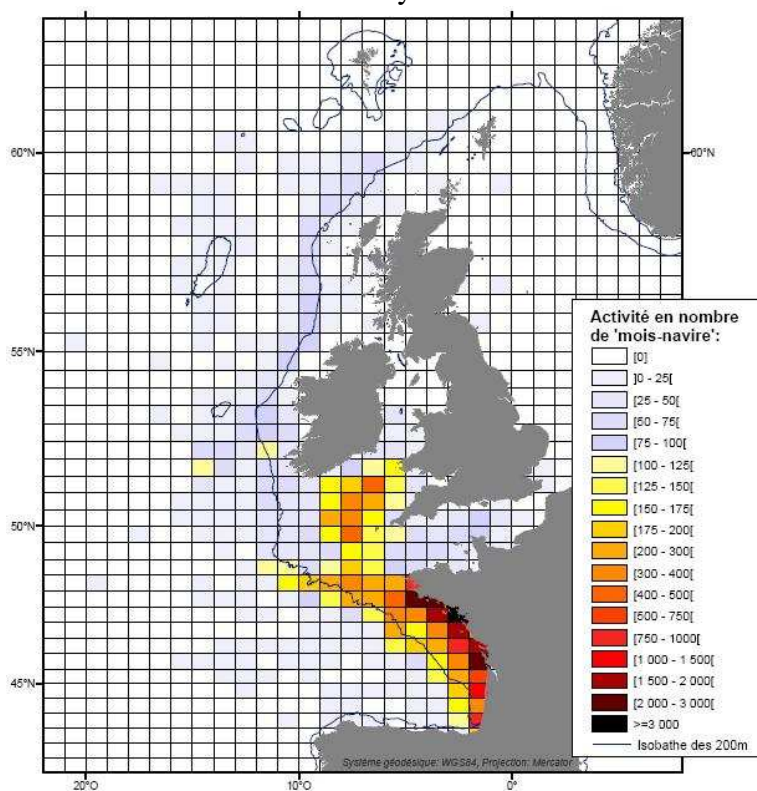 60°N
60°N
55°N
50°N
45°N
20°O
10°O
0°
Activité en nombre
de 'mois-navire':
[0]
]0 - 25[
[25 - 50[
[50 - 75[
[75 - 100[
[100 - 125[
[125 - 150[
[150 - 175[
[175 - 200[
[200 - 300[
[300 - 400[
[400 - 500[
[500 - 750[
[750 - 1000[
[1 000 - 1 500[
[1 500 - 2 000[
[2 000 - 3 000[
>=3 000
Isobathe des 200m
Système géodésique: WGS84, Projection: Mercator